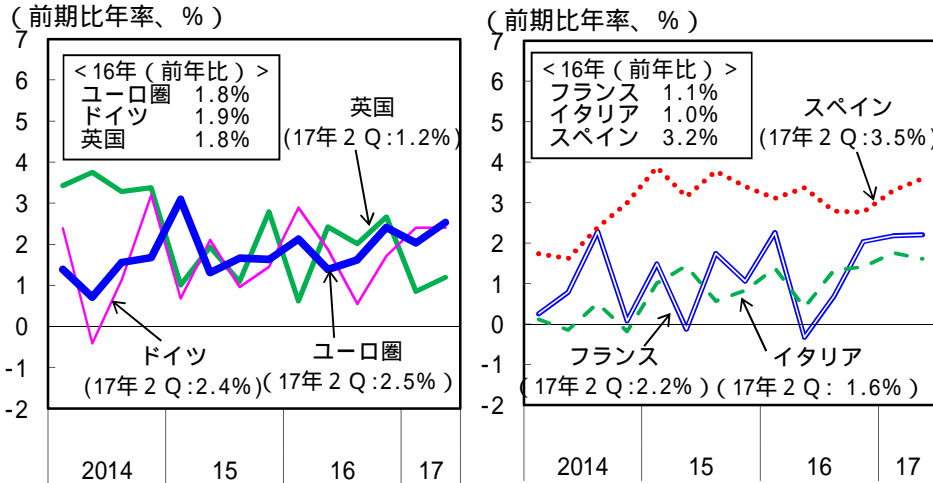 (前期比年率、%)
7
6
5
4
3
2
1
0
-1
-2
<16年(前年比)>
ユーロ圏 1.8%
ドイツ 1.9%
英国 1.8%
英国
(17年2Q:1.2%)
ドイツ
(17年2Q:2.4%)
ユーロ圏
(17年2Q:2.5%)
2014 15 16 17
(前期比年率、%)
7
6
5
4
3
2
1
0
-1
-2
<16年(前年比)>
フランス 1.1%
イタリア 1.0%
スペイン 3.2%
スペイン
(17年2Q:3.5%)
フランス
(17年2Q:2.2%)
イタリア
(17年2Q: 1.6%)
2014 15 16 17